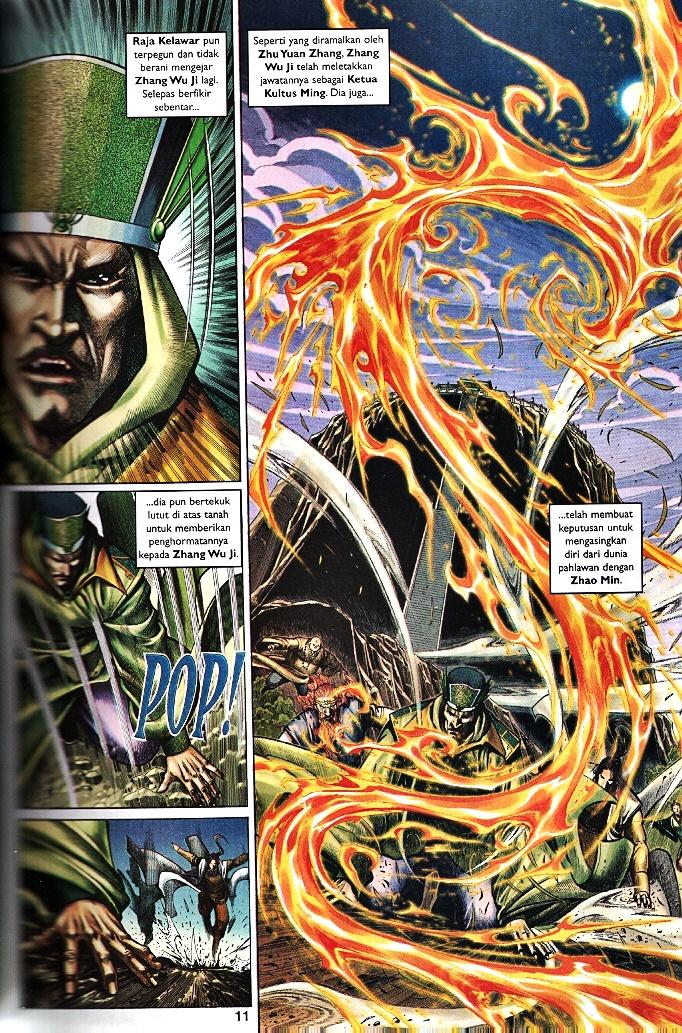 Raja Kelawar pun
terpegun dan tidak
berani mengejar
Zhang Wu Ji lagi.
Selepas berfikir
sebentar...
...dia pun bertekuk
lutut di atas tanah
untuk memberikan
penghormatannya
kepada Zhang Wu Ji.
POP!
Seperti yang diramalkan oleh
Zhu Yuan Zhang, Zhang
Wu Ji telah meletakkan
jawatannya sebagai Ketua
Kultus Ming. Dia juga...
...telah membuat
keputusan untuk
mengasingkan
diri dari dunia
pahlawan dengan
Zhao Min.
11